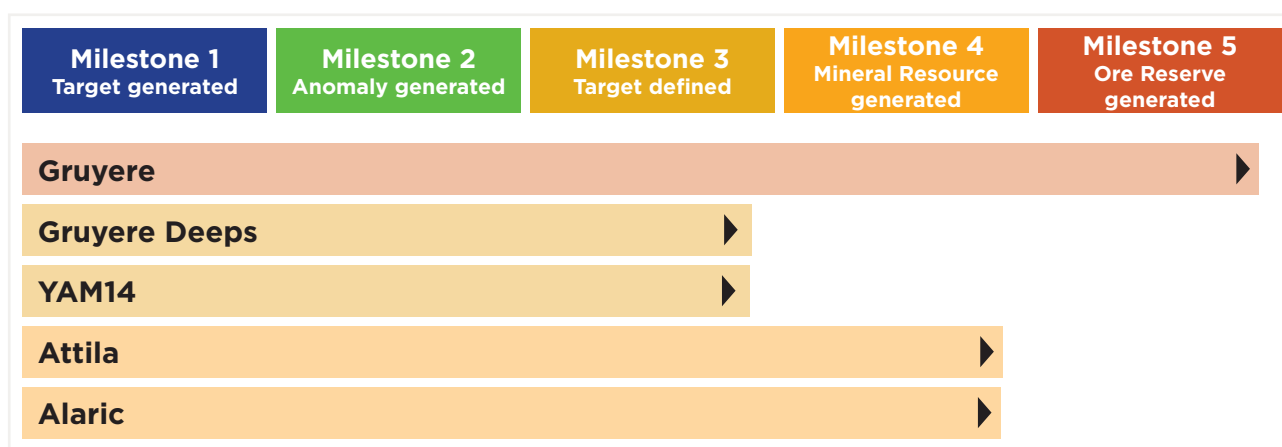 Milestone 1
Target generated
Milestone 2
Anomaly generated
Milestone 3
Target defined
Milestone 4
Mineral Resource
generated
Milestone 5
Ore Reserve
generated
Gruyere
Gruyere Deeps
YAM14
Attila
Alaric